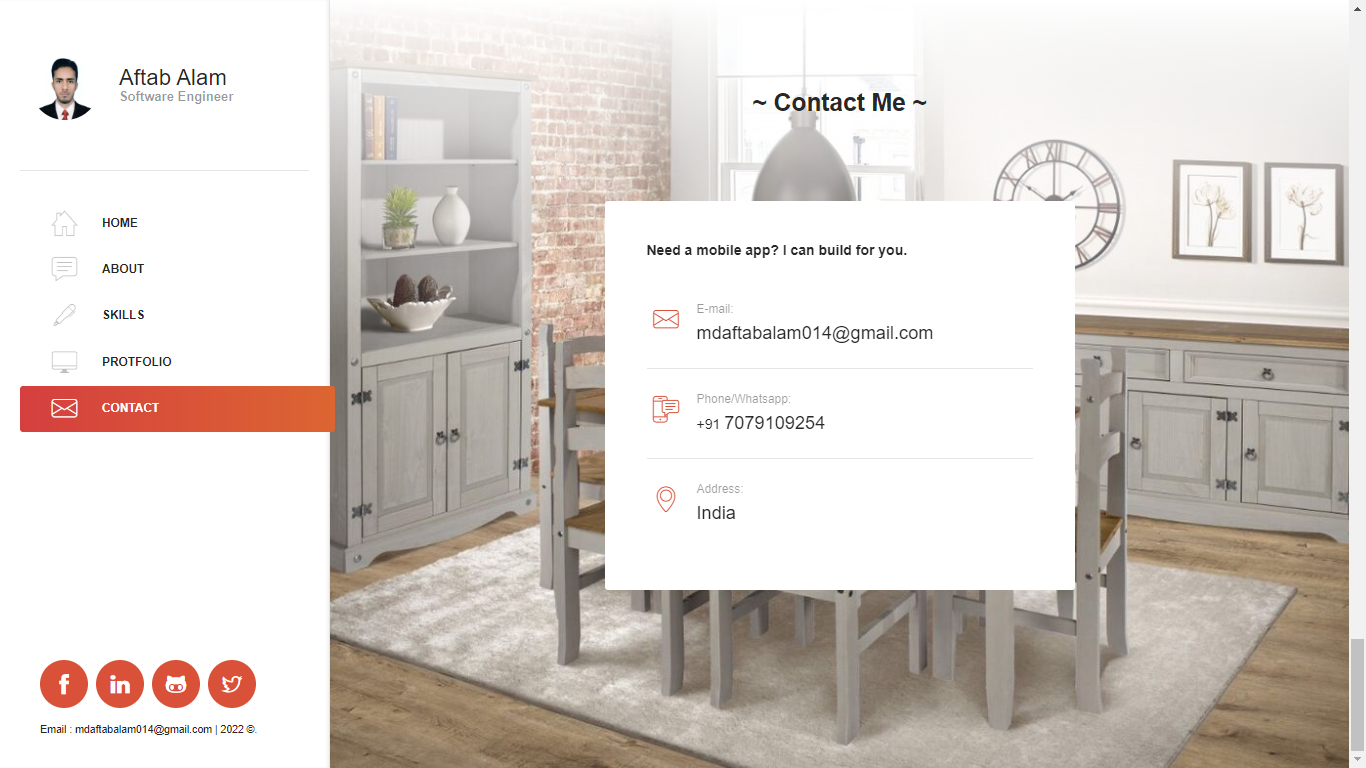 Aftab Alam
Software Engineer
HOME
ABOUT
SKILLS
PROTFOLIO
CONTACT
Email : mdaftabalam014@gmail.com | 2022 ©.
~ Contact Me ~
Need a mobile app? I can build for you.
E-mail:
mdaftabalam014@gmail.com
Phone/Whatsapp:
+91 7079109254
Address:
India